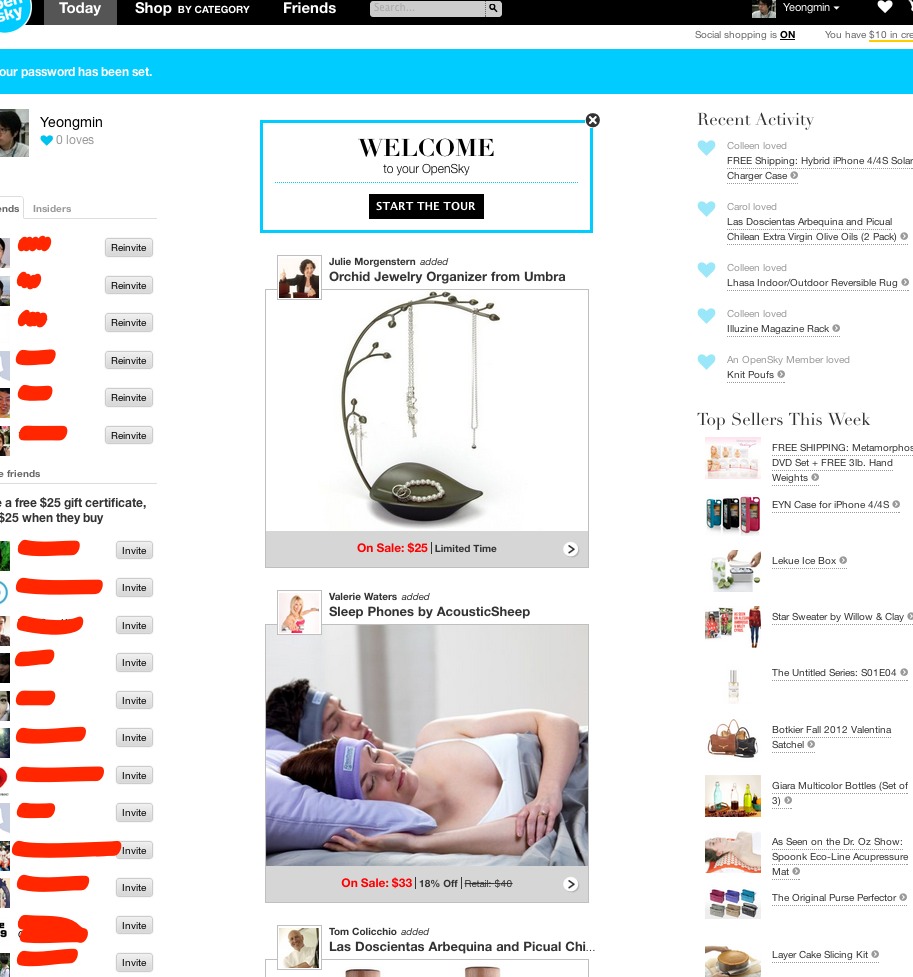 Today
Shop BY CATEGORY
Friends
Search...
Yeongmin
Social shopping is ON
You have $10 in cre
our password has been set.
Yeongmin
0 loves
ends
Insiders
Reinvite
Reinvite
Reinvite
Reinvite
Reinvite
Reinvite
e friends
e a free $25 gift certificate,
$25 when they buy
Invite
Invite
Invite
Invite
Invite
Invite
Invite
Invite
Invite
Invite
Invite
Invite
WELCOME
to your OpenSky
START THE TOUR
Julie Morgenstern added
Orchid Jewelry Organizer from Umbra
On Sale: $25 | Limited Time
Valerie Waters added
Sleep Phones by AcousticSheep
On Sale: $33 | 18% Off | Retail: $40
Tom Colicchio added
Las Doscientas Arbequina and Picual Chi...
Recent Activity
Colleen loved
FREE Shipping: Hybrid iPhone 4/4S Solar
Charger Case
Carol loved
Las Doscientas Arbequina and Picual
Chilean Extra Virgin Olive Oils (2 Pack)
Colleen loved
Lhasa Indoor/Outdoor Reversible Rug
Colleen loved
Illuzine Magazine Rack
An OpenSky Member loved
Knit Poufs
Top Sellers This Week
FREE SHIPPING: Metamorphos
DVD Set + FREE 3lb. Hand
Weights
EYN Case for iPhone 4/4S
Lekue Ice Box
Star Sweater by Willow & Clay
The Untitled Series: S01E04
Botkier Fall 2012 Valentina
Satchel
Giara Multicolor Bottles (Set of
3)
As Seen on the Dr. Oz Show:
Spoonk Eco-Line Acupressure
Mat
The Original Purse Perfector
Layer Cake Slicing Kit